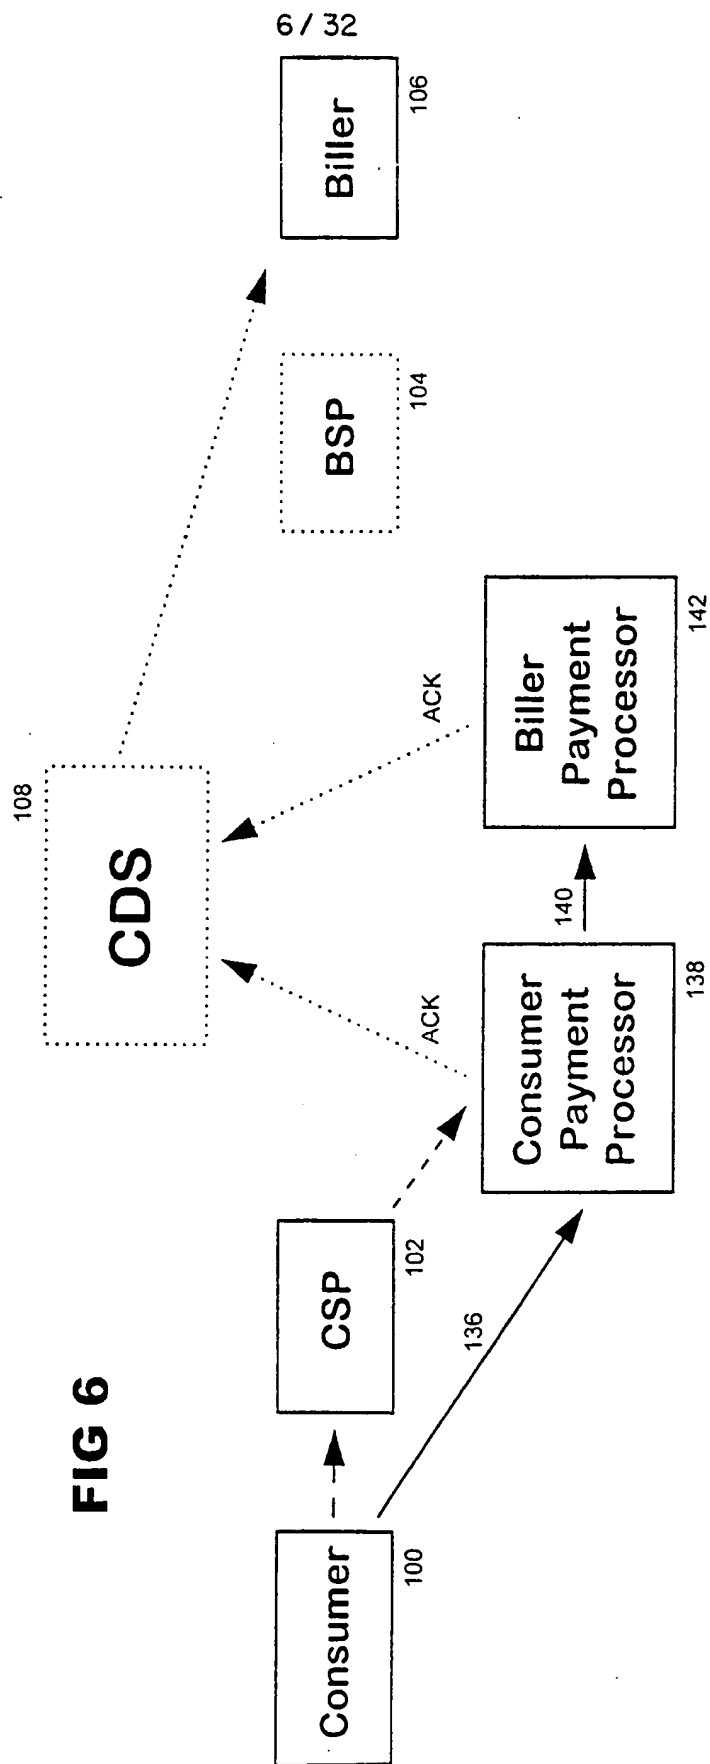 6 / 32
FIG 6
108
CDS
Consumer
100
CSP
102
136
ACK
Consumer
Payment
Processor
138
140
ACK
Biller
Payment
Processor
142
BSP
104
Biller
106